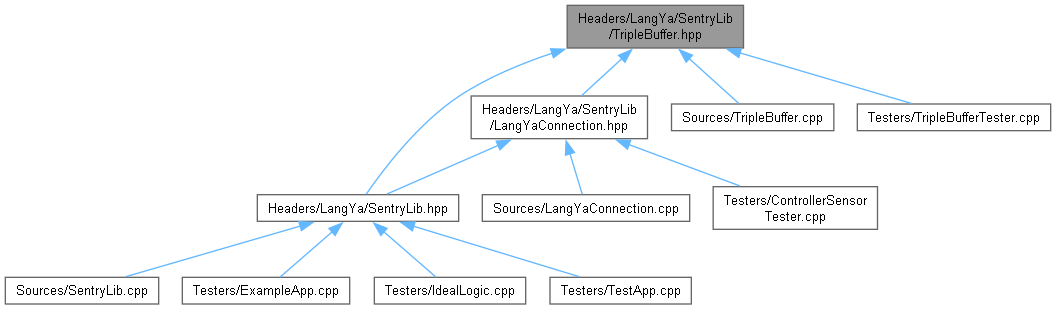 Headers/LangYa/SentryLib
/TripleBuffer.hpp
Headers/LangYa/SentryLib
/LangYaConnection.hpp
Sources/TripleBuffer.cpp
Testers/TripleBufferTester.cpp
Headers/LangYa/SentryLib.hpp
Sources/LangYaConnection.cpp
Testers/ControllerSensor
Tester.cpp
Sources/SentryLib.cpp
Testers/ExampleApp.cpp
Testers/IdealLogic.cpp
Testers/TestApp.cpp